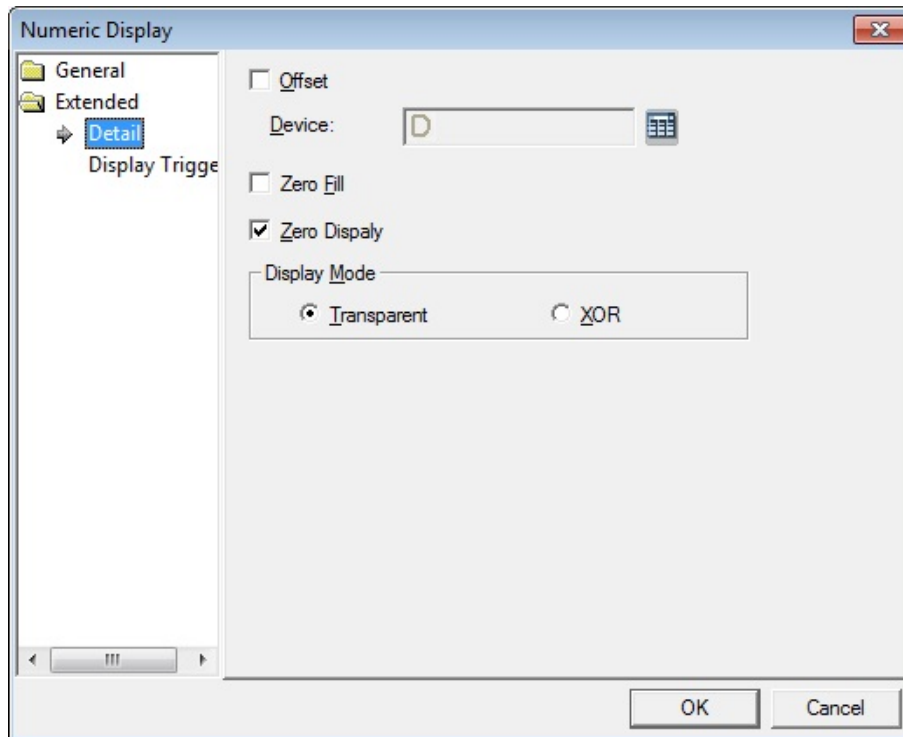 Numeric Display
General
Extended
Detail
Display Trigge
Offset
Device:
D
Zero Fill
Zero Dispaly
Display Mode
Transparent
XOR
OK
Cancel